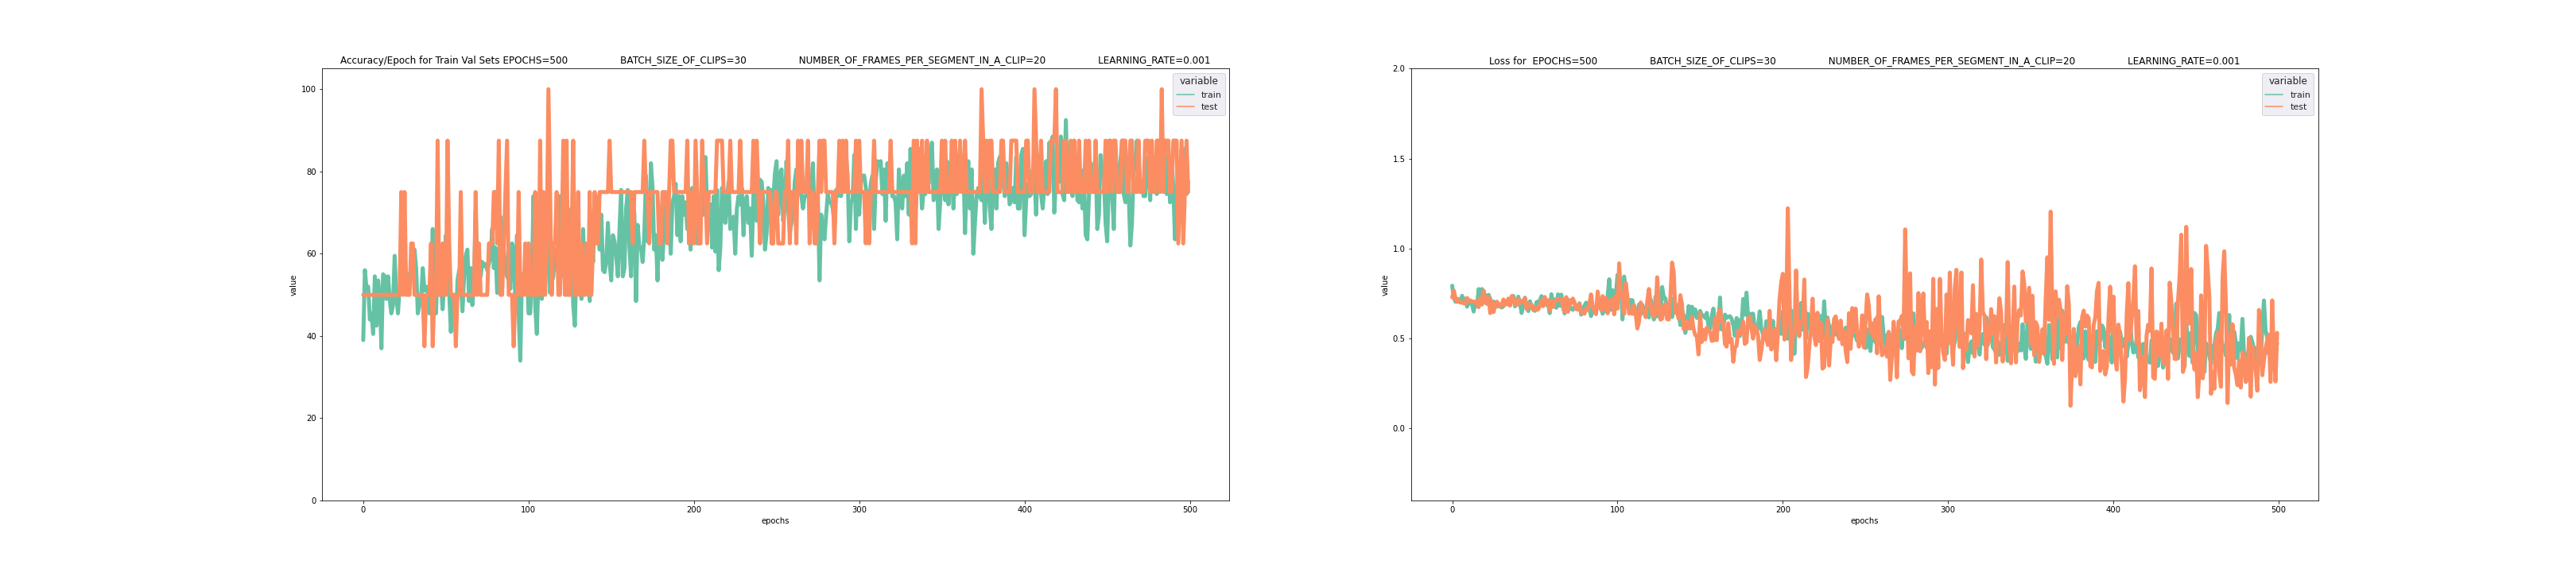 Accuracy/Epoch for Train Val Sets EPOCHS=500 BATCH_SIZE_OF_CLIPS=30 NUMBER_OF_FRAMES_PER_SEGMENT_IN_A_CLIP=20 LEARNING_RATE=0.001
variable
train
test
100
80
60
40
20
0
value
0 100 200 300 400 500
epochs
Loss for EPOCHS=500 BATCH_SIZE_OF_CLIPS=30 NUMBER_OF_FRAMES_PER_SEGMENT_IN_A_CLIP=20 LEARNING_RATE=0.001
variable
train
test
2.0
1.5
1.0
0.5
0.0
value
0 100 200 300 400 500
epochs